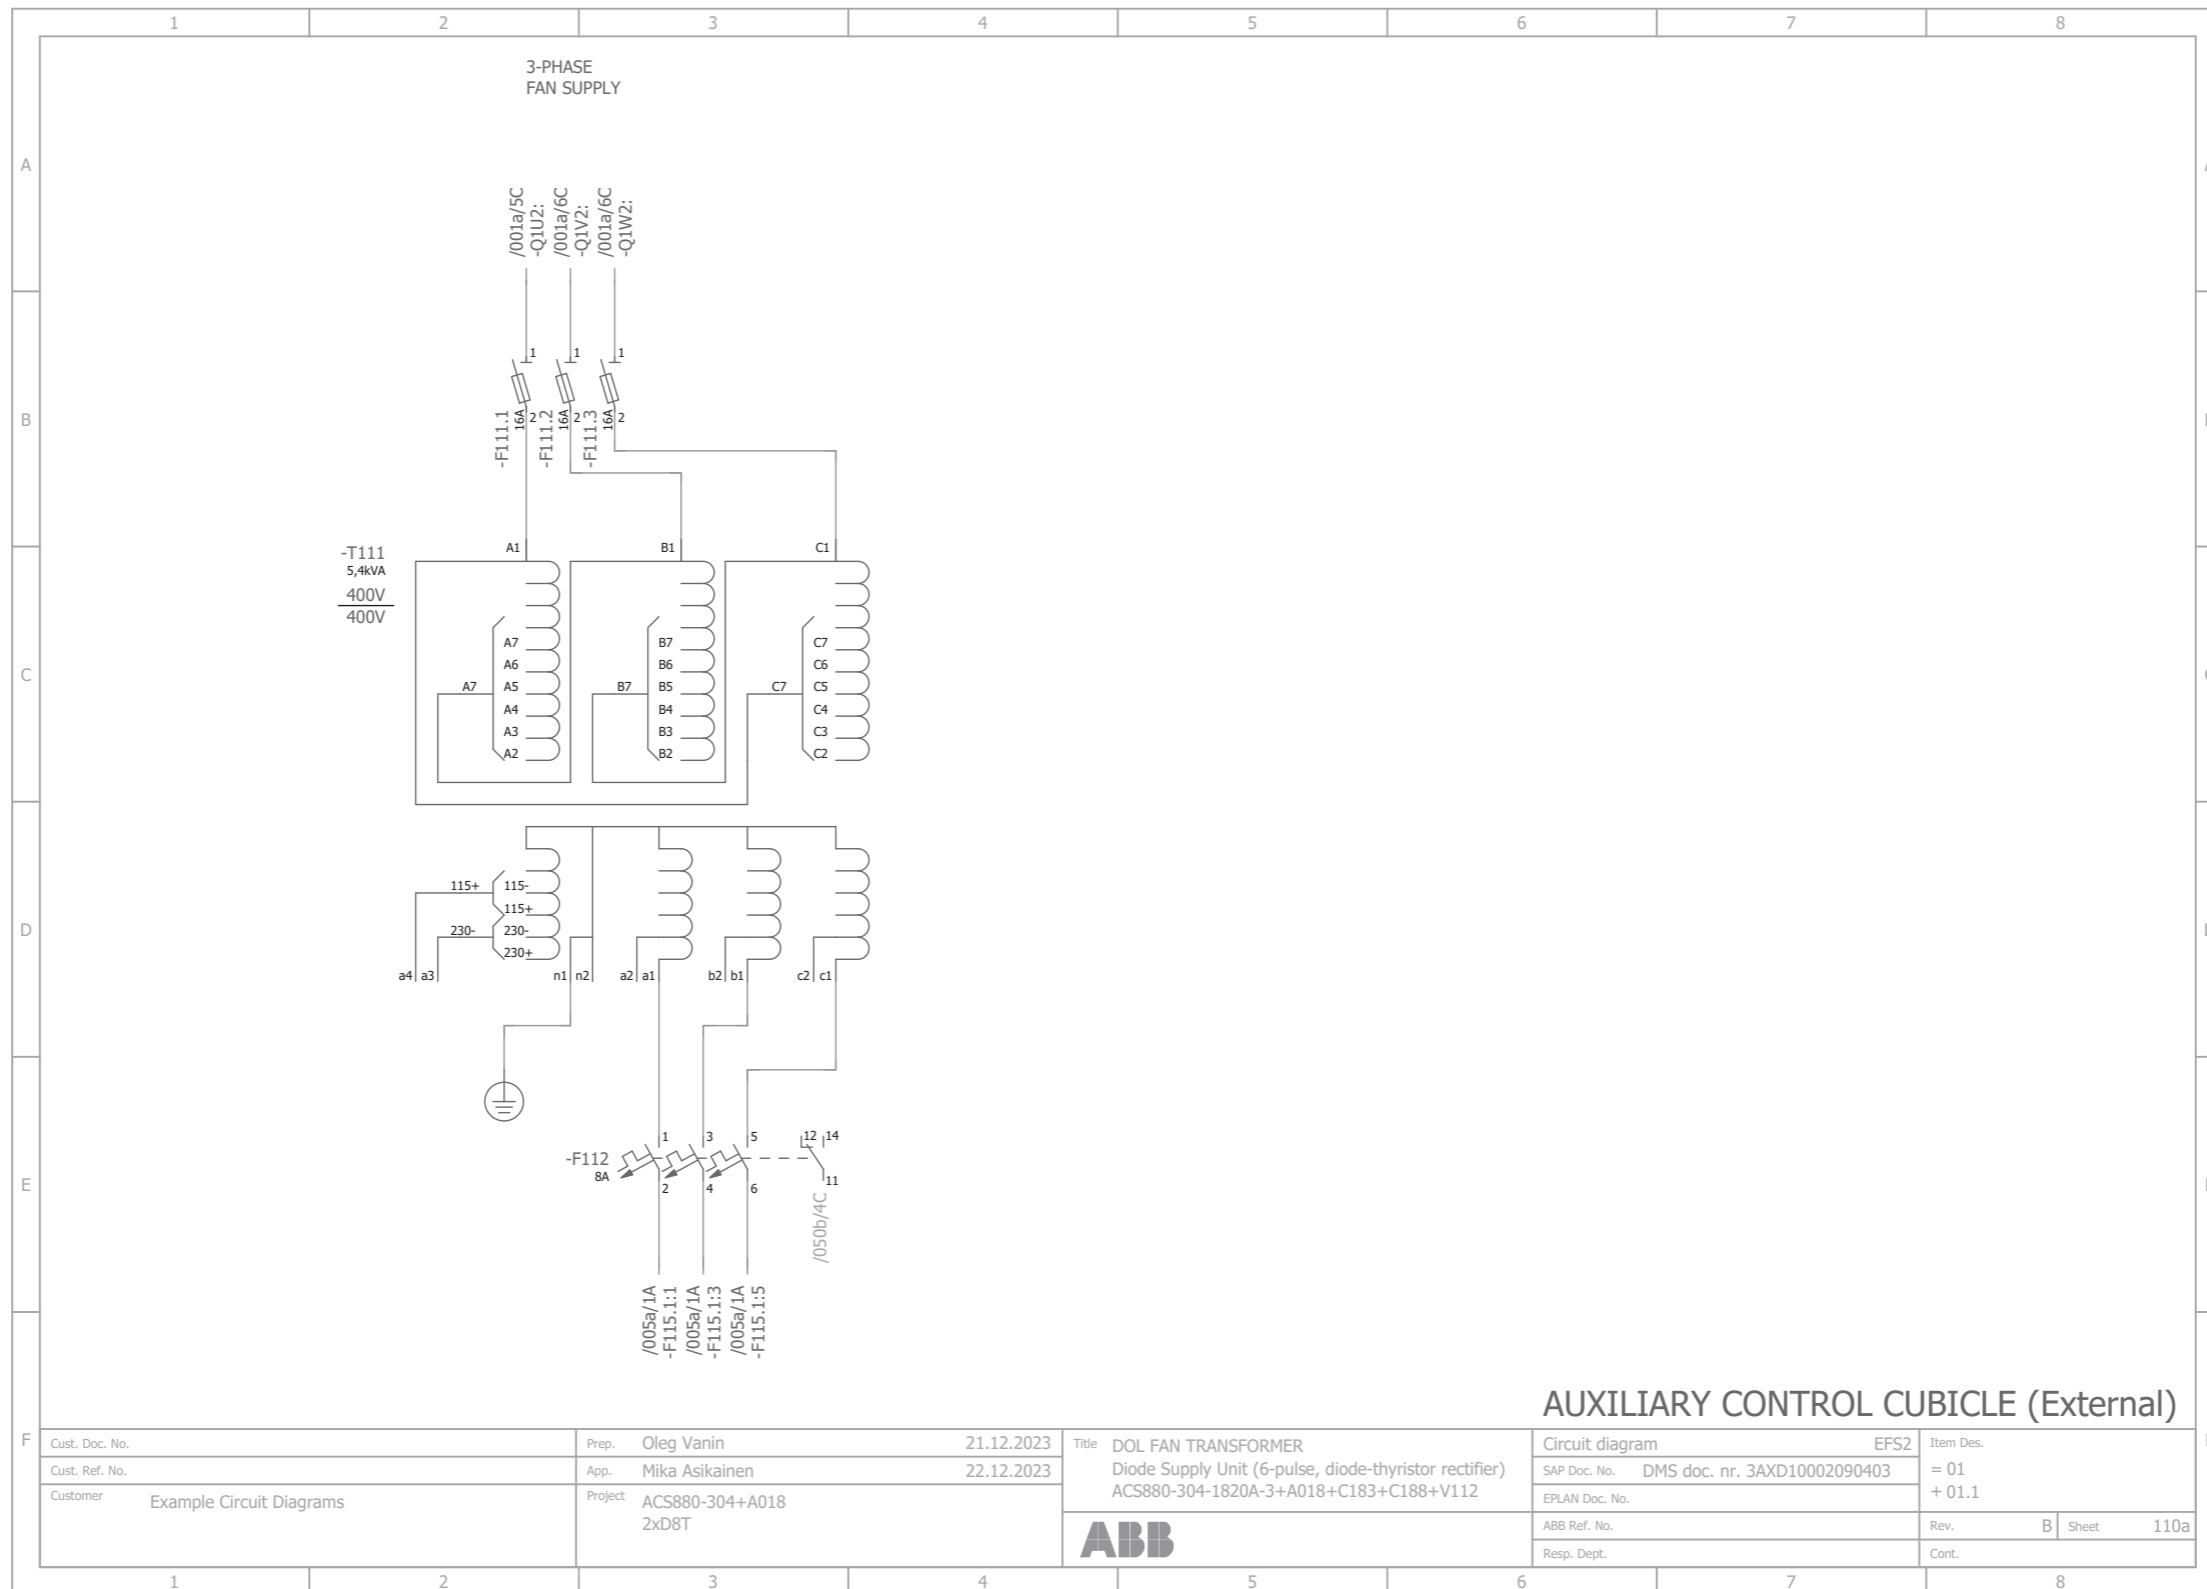 1 2 3 4 5 6 7 8
3-PHASE
FAN SUPPLY
A
/001a/5C
-Q1U2:
/001a/6C
-Q1V2:
/001a/6C
-Q1W2:
1 1 1
B
-F111.1
16A
2
-F111.2
16A
2
-F111.3
16A
2
-T111
5,4kVA
400V
400V
A1 B1 C1
C
A7 B7 C7
A6 B6 C6
A7 A5 B7 B5 C7 C5
A4 B4 C4
A3 B3 C3
A2 B2 C2
D
115+ 115-
115+
230- 230-
230+
a4 a3 n1 n2 a2 a1 b2 b1 c2 c1
E
-F112
8A
1 3 5 12 14
2 4 6 11
/050b/4C
/005a/1A
-F115.1:1
/005a/1A
-F115.1:3
/005a/1A
-F115.1:5
AUXILIARY CONTROL CUBICLE (External)
F
Cust. Doc. No.
Cust. Ref. No.
Customer Example Circuit Diagrams
Prep. Oleg Vanin 21.12.2023
App. Mika Asikainen 22.12.2023
Project ACS880-304+A018
2xD8T
Title DOL FAN TRANSFORMER
Diode Supply Unit (6-pulse, diode-thyristor rectifier)
ACS880-304-1820A-3+A018+C183+C188+V112
ABB
Circuit diagram EFS2
SAP Doc. No. DMS doc. nr. 3AXD10002090403
EPLAN Doc. No.
ABB Ref. No.
Resp. Dept.
Item Des.
= 01
+ 01.1
Rev. B Sheet 110a
Cont.
1 2 3 4 5 6 7 8